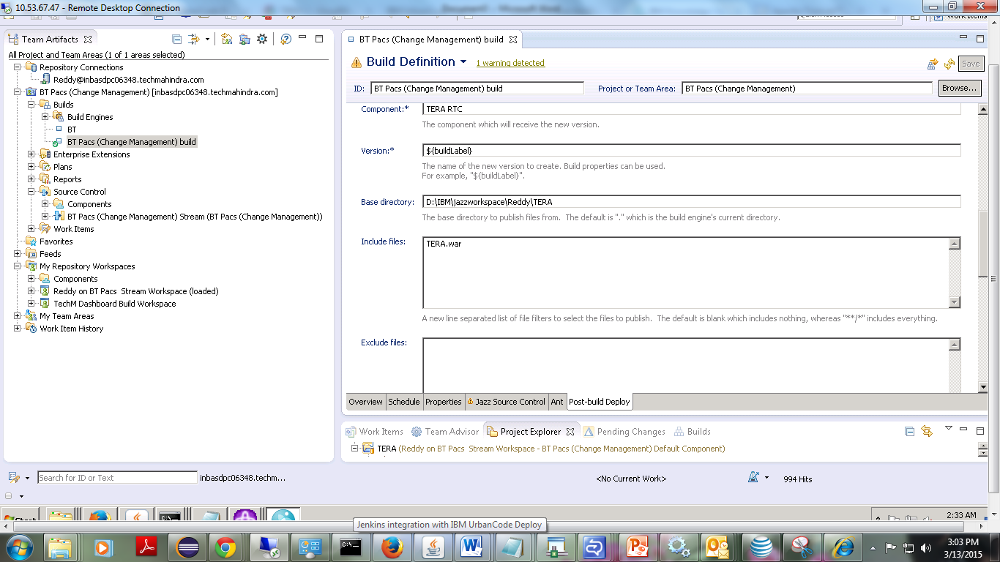 10.53.67.47 - Remote Desktop Connection
Work Items
Team Artifacts
All Project and Team Areas (1 of 1 areas selected)
Repository Connections
Reddy@inbasdpc06348.techmahindra.com
BT Pacs (Change Management) [inbasdpc06348.techmahindra.com]
Builds
Build Engines
BT
BT Pacs (Change Management) build
Enterprise Extensions
Plans
Reports
Source Control
Components
BT Pacs (Change Management) Stream (BT Pacs (Change Management))
Work Items
Favorites
Feeds
My Repository Workspaces
Components
Reddy on BT Pacs  Stream Workspace (loaded)
TechM Dashboard Build Workspace
My Team Areas
Work Item History
BT Pacs (Change Management) build
Build Definition
1 warning detected
Save
ID: BT Pacs (Change Management) build Project or Team Area: BT Pacs (Change Management) Browse...
Component:* TERA RTC
The component which will receive the new version.
Version:* ${buildLabel}
The name of the new version to create. Build properties can be used.
For example, "${buildLabel}".
Base directory: D:\IBM\jazzworkspace\Reddy\TERA
The base directory to publish files from.  The default is "." which is the build engine's current directory.
Include files: TERA.war
A new line separated list of file filters to select the files to publish.  The default is blank which includes nothing, whereas "**/*" includes everything.
Exclude files:
Overview Schedule Properties Jazz Source Control Ant Post-build Deploy
Work Items Team Advisor Project Explorer Pending Changes Builds
TERA (Reddy on BT Pacs  Stream Workspace - BT Pacs (Change Management) Default Component)
Search for ID or Text inbasdpc06348.techm... <No Current Work> 994 Hits
Start 2:33 AM
Jenkins integration with IBM UrbanCode Deploy
3:03 PM
3/13/2015